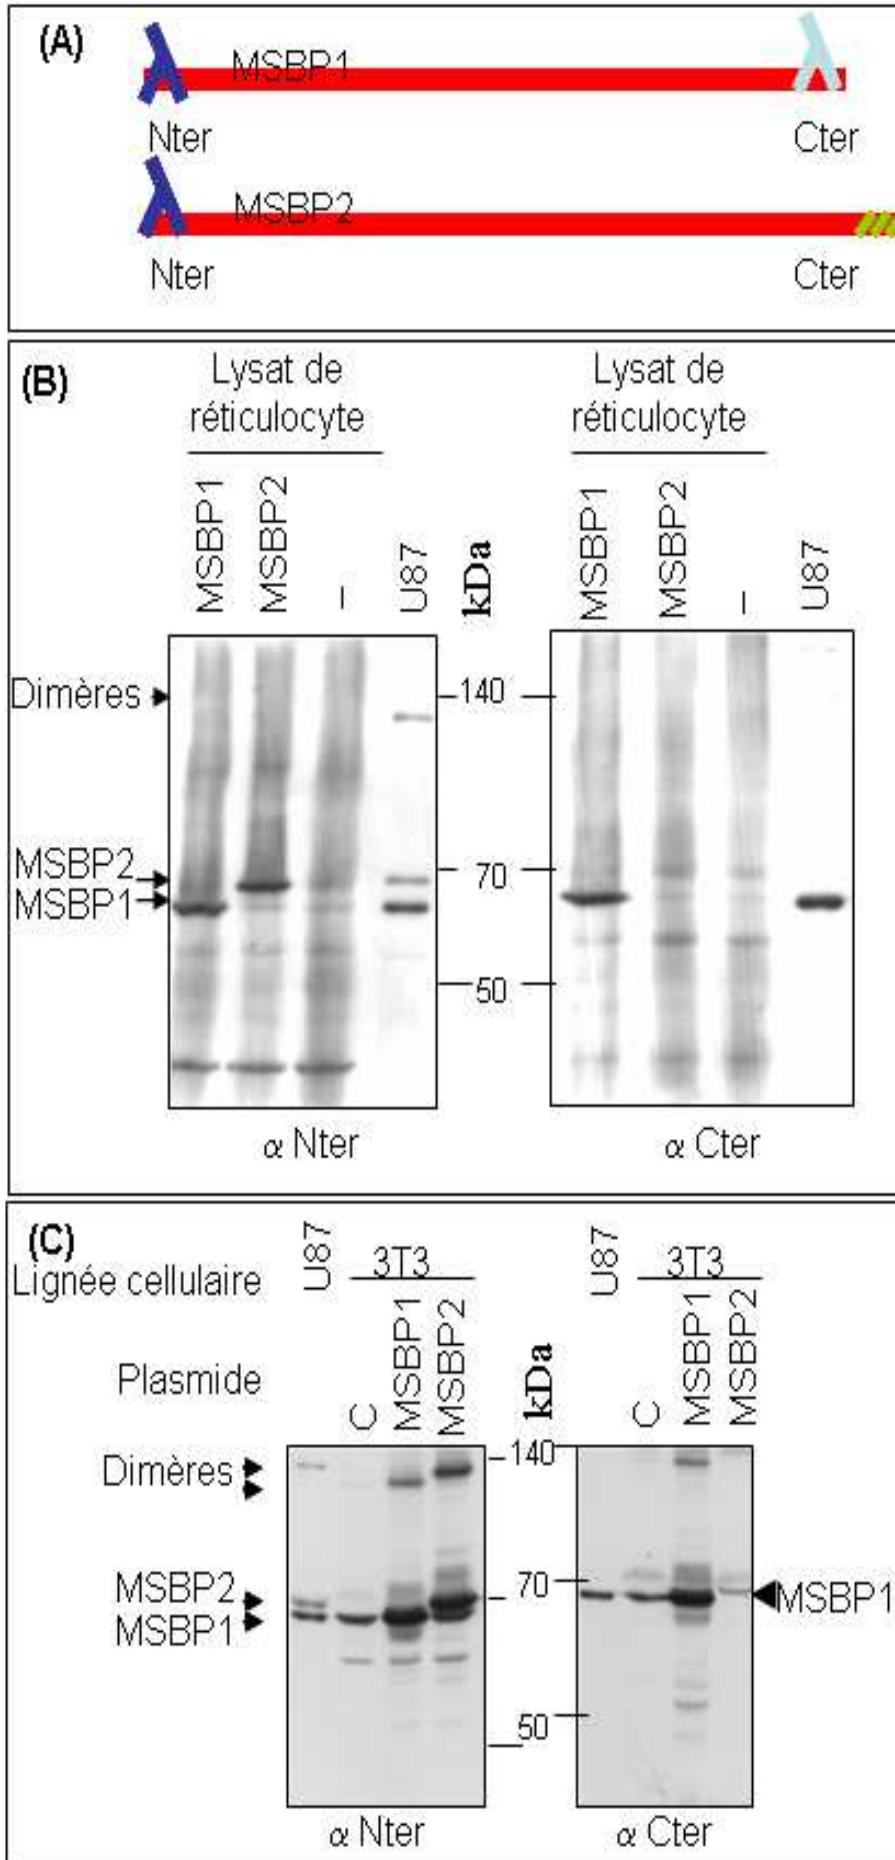 (A)
MSBP1
Nter
Cter
MSBP2
Nter
Cter
(B)
Lysat de
réticulocyte
Lysat de
réticulocyte
MSBP1
MSBP2
–
U87
kDa
MSBP1
MSBP2
–
U87
Dimères
140
MSBP2
MSBP1
70
50
α Nter
α Cter
(C)
Lignée cellulaire
U87
3T3
U87
3T3
Plasmide
C
MSBP1
MSBP2
kDa
C
MSBP1
MSBP2
Dimères
140
MSBP2
MSBP1
70
MSBP1
50
α Nter
α Cter